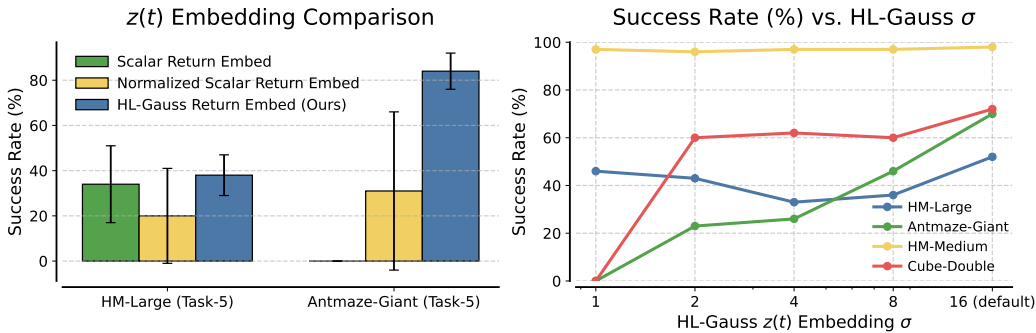 z(t) Embedding Comparison
Success Rate (%)
80
60
40
20
0
Scalar Return Embed
Normalized Scalar Return Embed
HL-Gauss Return Embed (Ours)
HM-Large (Task-5)
Antmaze-Giant (Task-5)
Success Rate (%) vs. HL-Gauss σ
Success Rate (%)
100
80
60
40
20
0
HM-Large
Antmaze-Giant
HM-Medium
Cube-Double
1
2
4
8
16 (default)
HL-Gauss z(t) Embedding σ